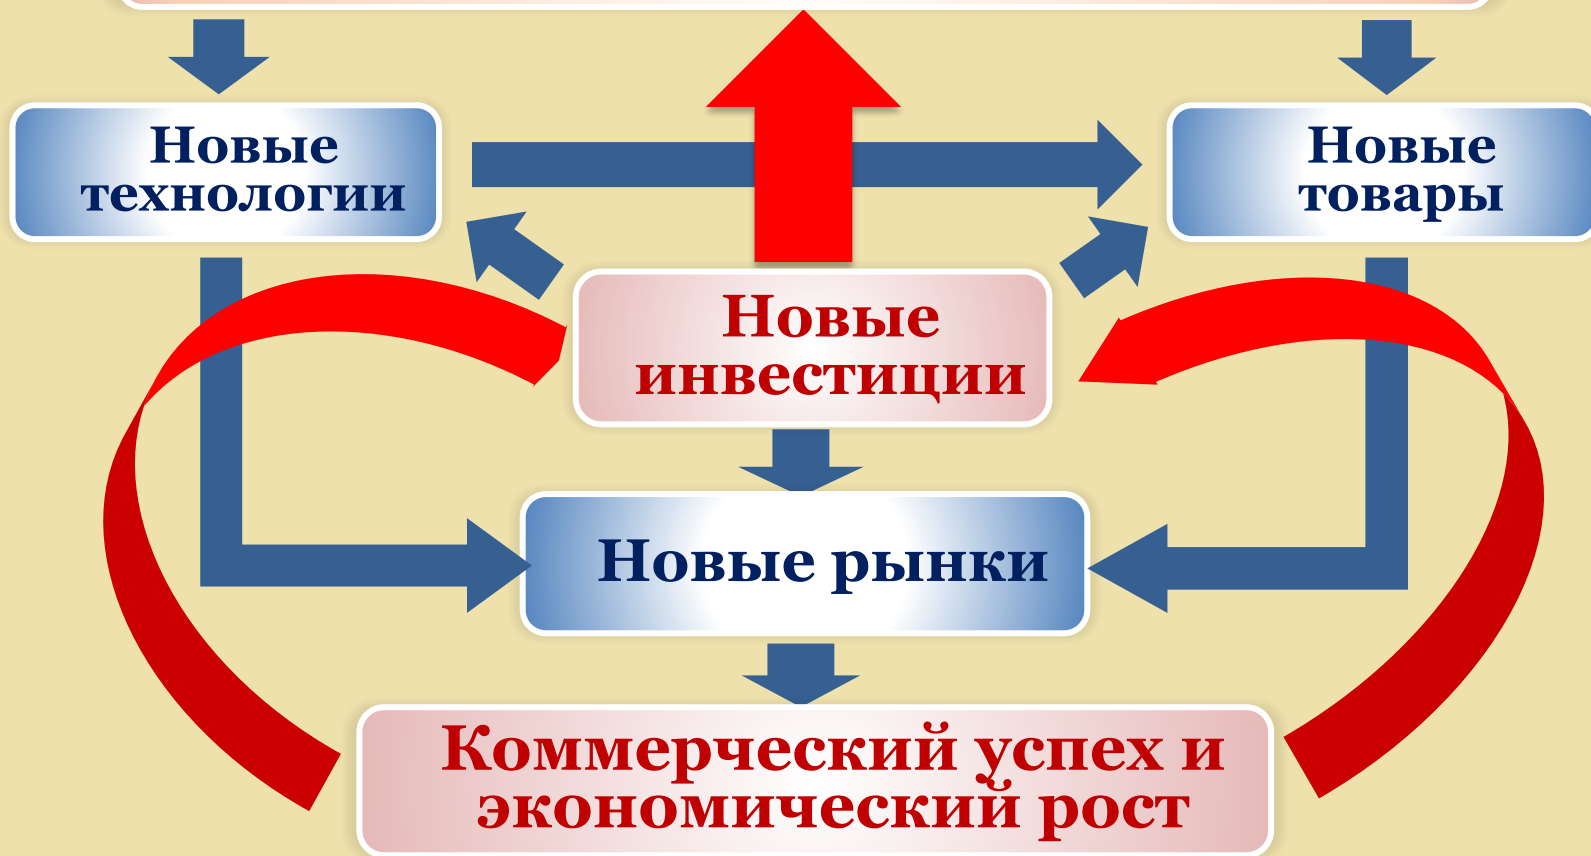 Новые
технологии
Новые
товары
Новые
инвестиции
Новые рынки
Коммерческий успех и
экономический рост